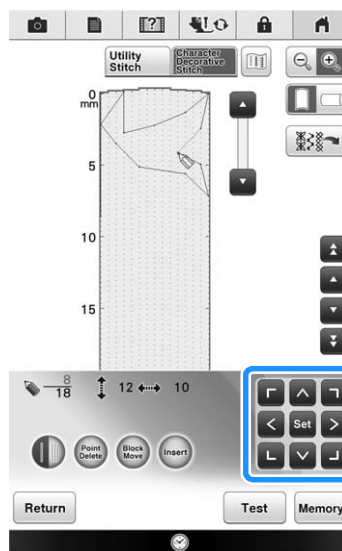 Utility
Stitch
Character
Decorative
Stitch
0
mm
5
10
15
8
18
12
10
Point
Delete
Block
Move
Insert
Set
Return
Test
Memory